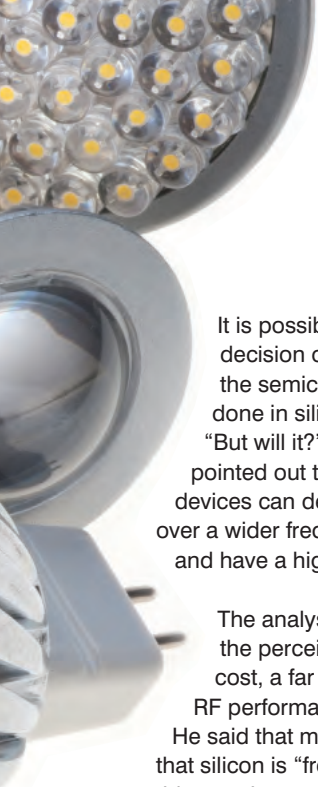 It is possib
decision o
the semic
done in sili
"But will it?"
pointed out t
devices can de
over a wider frec
and have a hig
The analys
the percei
cost, a far
RF performa
He said that m
that silicon is "fre